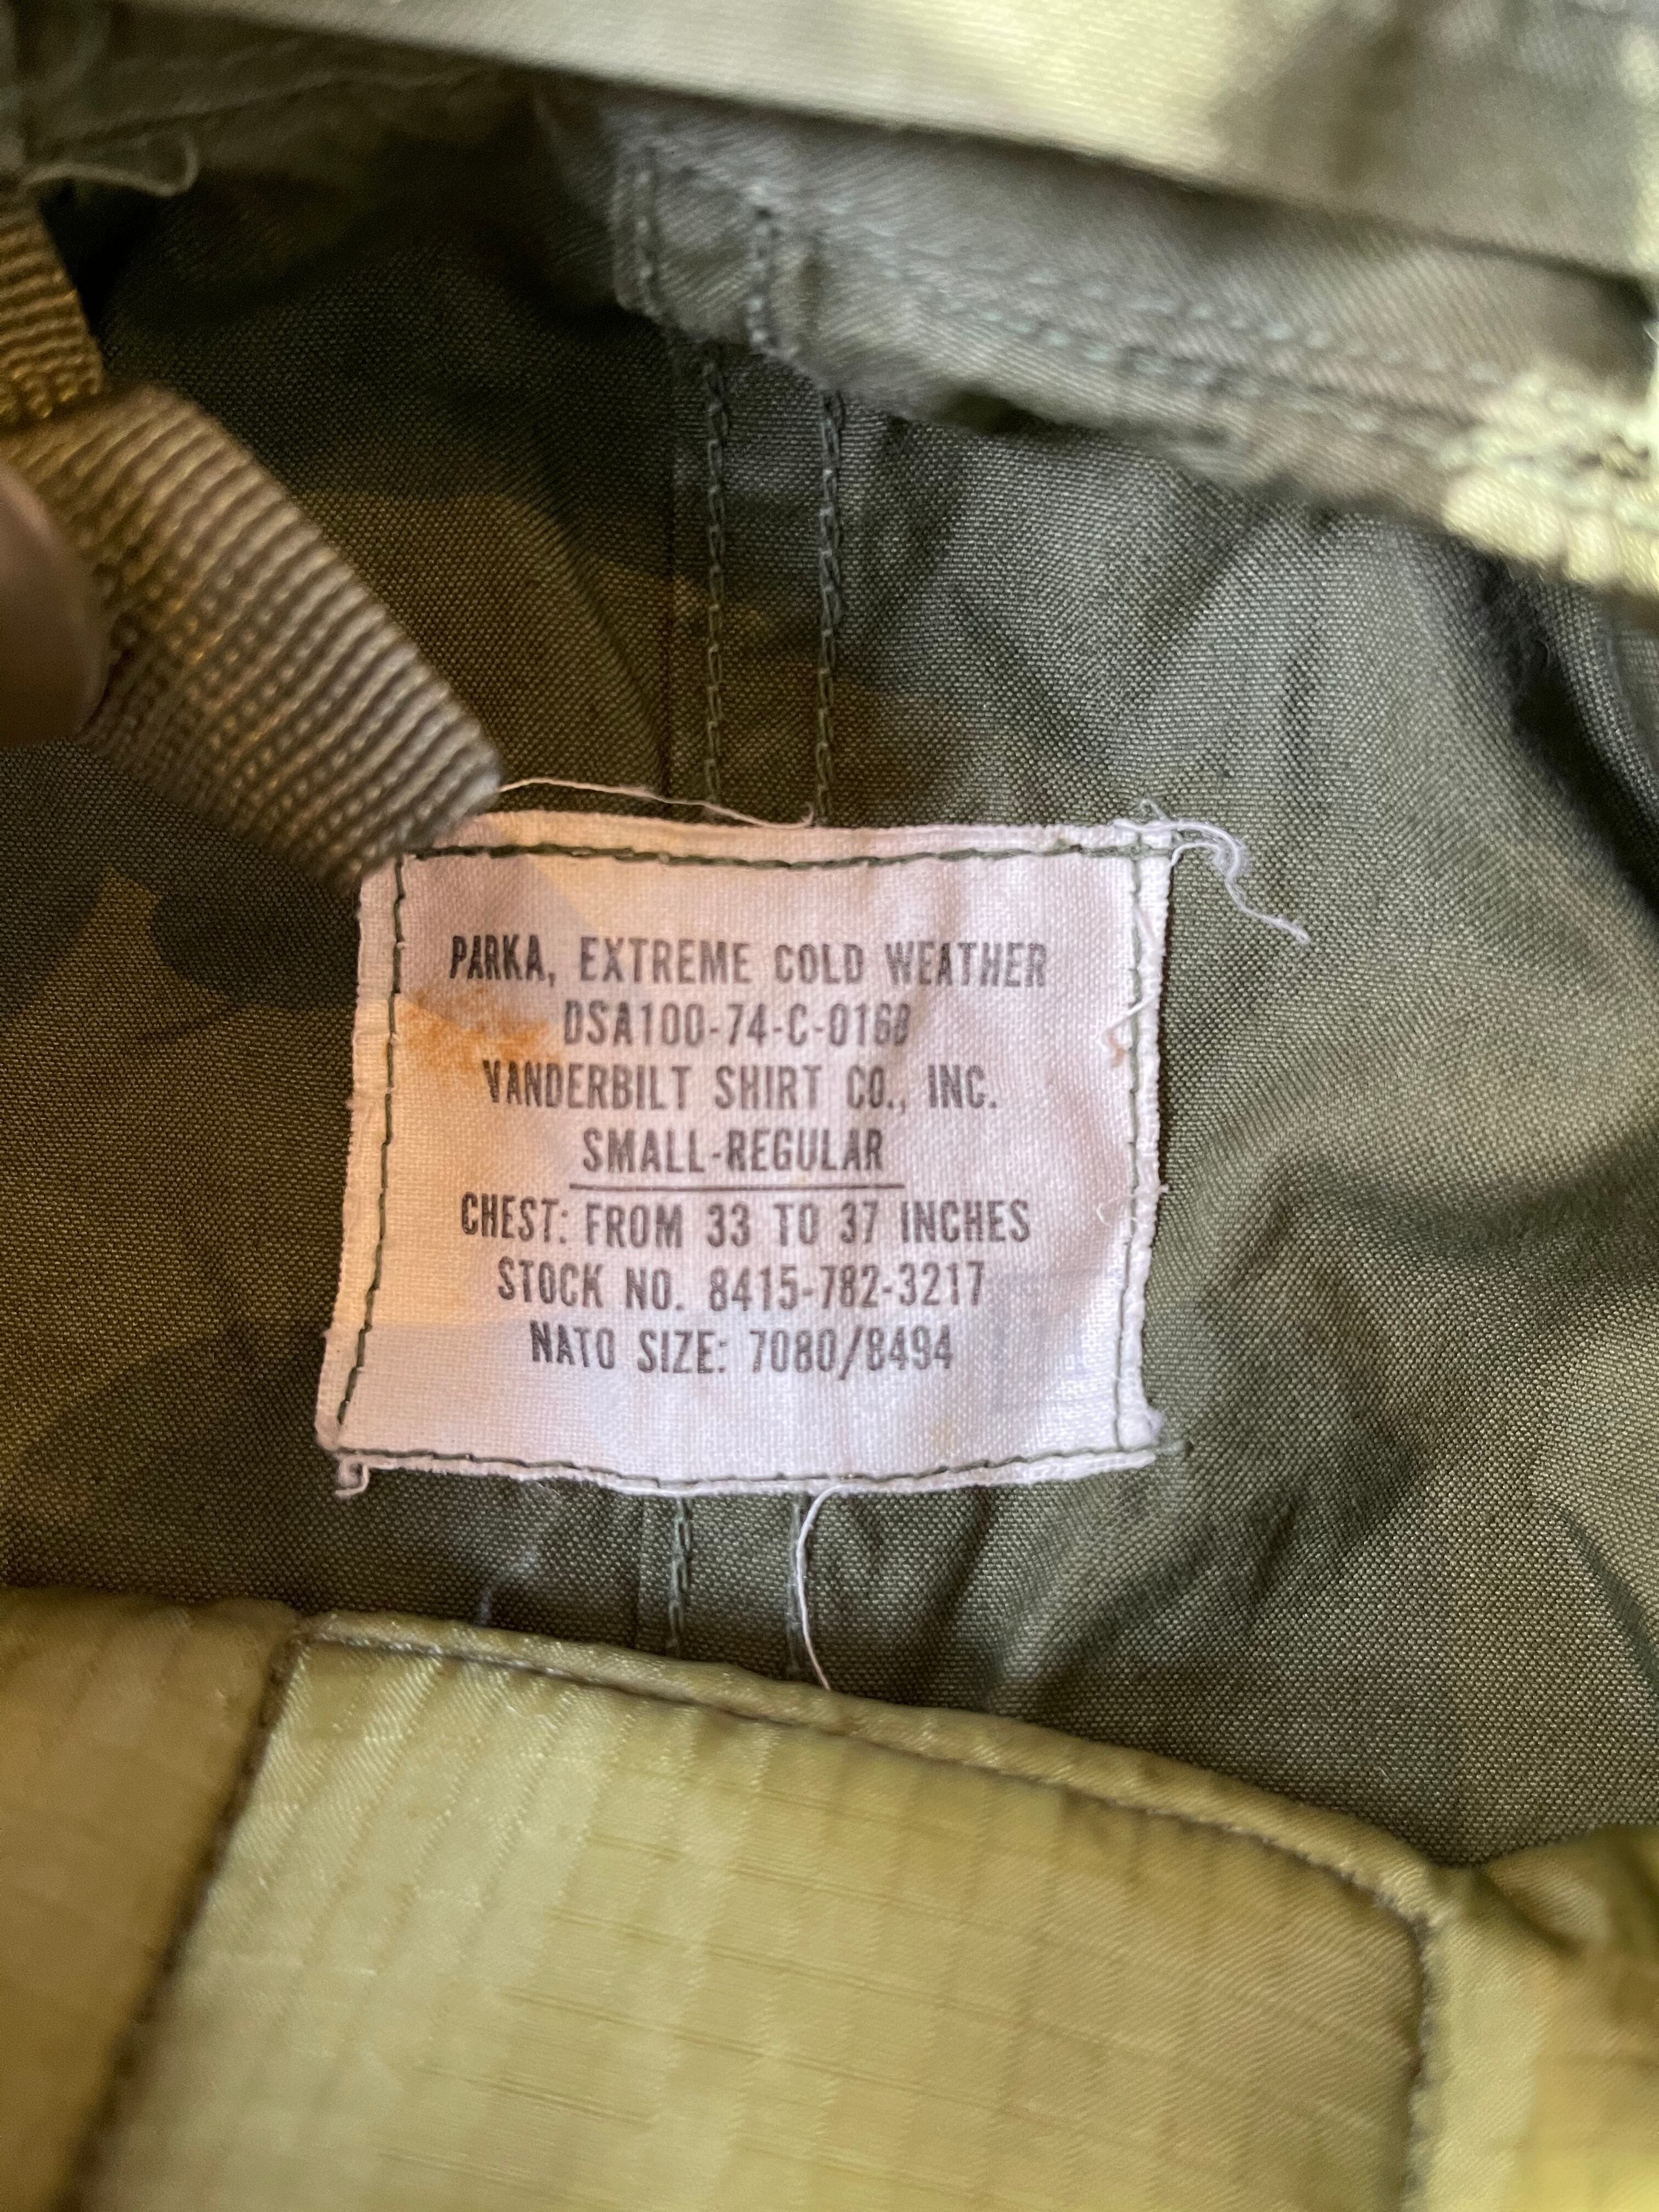 PARKA, EXTREME COLD WEATHER
DSA100-74-C-0160
VANDERBILT SHIRT CO., INC.
SMALL-REGULAR
CHEST: FROM 33 TO 37 INCHES
STOCK NO. 8415-782-3217
NATO SIZE: 7080/8494